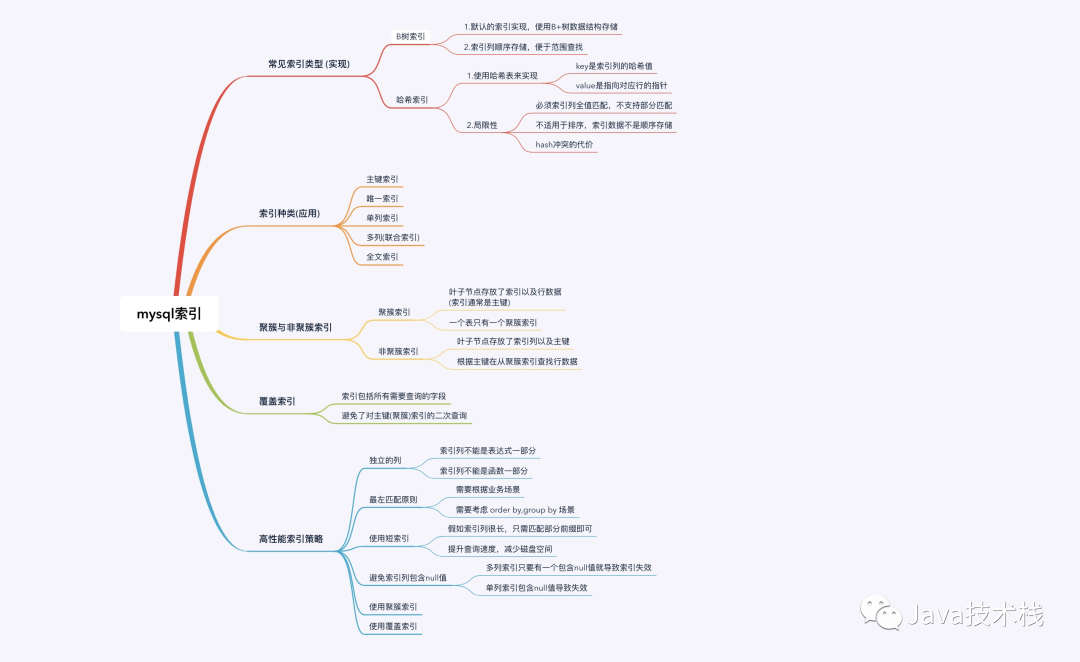 mysql索引
常见索引类型 (实现)
B树索引
1.默认的索引实现，使用B+树数据结构存储
2.索引列顺序存储，便于范围查找
哈希索引
1.使用哈希表来实现
key是索引列的哈希值
value是指向对应行的指针
2.局限性
必须索引列全值匹配，不支持部分匹配
不适用于排序，索引数据不是顺序存储
hash冲突的代价
索引种类(应用)
主键索引
唯一索引
单列索引
多列(联合索引)
全文索引
聚簇与非聚簇索引
聚簇索引
叶子节点存放了索引以及行数据
(索引通常是主键)
一个表只有一个聚簇索引
非聚簇索引
叶子节点存放了索引列以及主键
根据主键在从聚簇索引查找行数据
覆盖索引
索引包括所有需要查询的字段
避免了对主键(聚簇)索引的二次查询
高性能索引策略
独立的列
索引列不能是表达式一部分
索引列不能是函数一部分
最左匹配原则
需要根据业务场景
需要考虑 order by,group by 场景
使用短索引
假如索引列很长，只需匹配部分前缀即可
提升查询速度，减少磁盘空间
避免索引列包含null值
多列索引只要有一个包含null值就导致索引失效
单列索引包含null值导致失效
使用聚簇索引
使用覆盖索引
Java技术栈